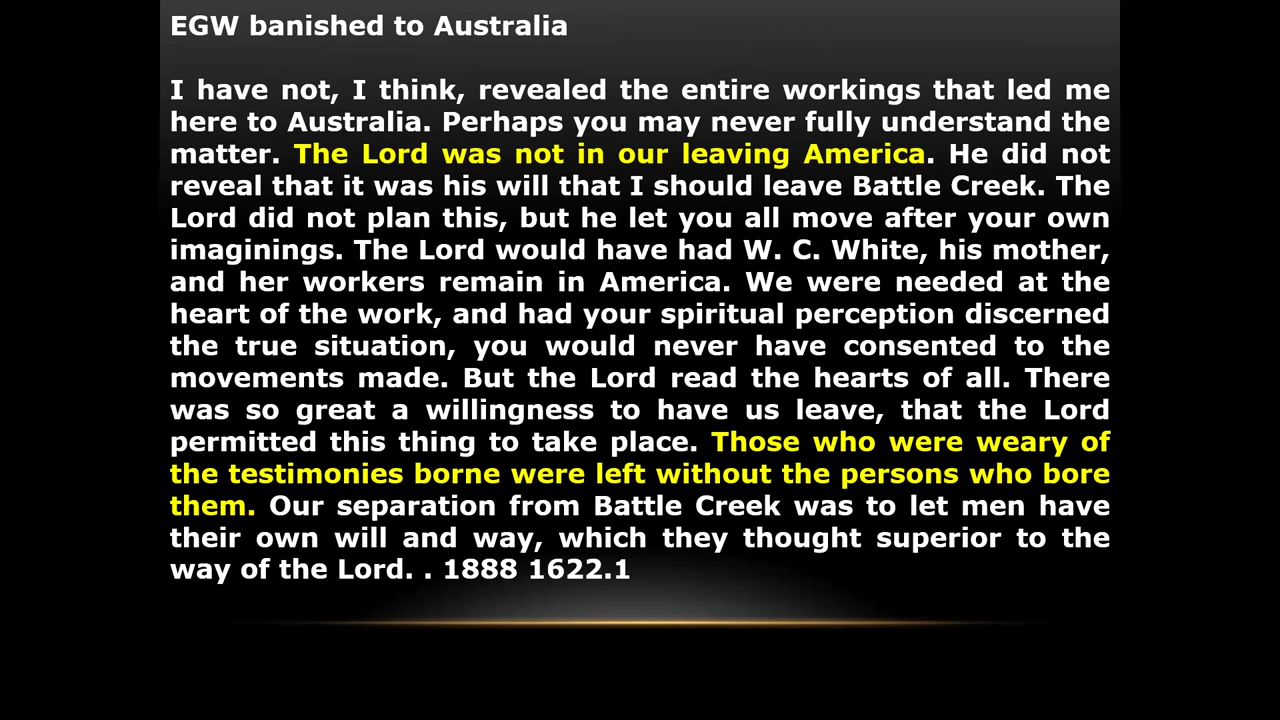 EGW banished to Australia
I have not, I think, revealed the entire workings that led me
here to Australia. Perhaps you may never fully understand the
matter. The Lord was not in our leaving America. He did not
reveal that it was his will that I should leave Battle Creek. The
Lord did not plan this, but he let you all move after your own
imaginings. The Lord would have had W. C. White, his mother,
and her workers remain in America. We were needed at the
heart of the work, and had your spiritual perception discerned
the true situation, you would never have consented to the
movements made. But the Lord read the hearts of all. There
was so great a willingness to have us leave, that the Lord
permitted this thing to take place. Those who were weary of
the testimonies borne were left without the persons who bore
them. Our separation from Battle Creek was to let men have
their own will and way, which they thought superior to the
way of the Lord. . 1888 1622.1